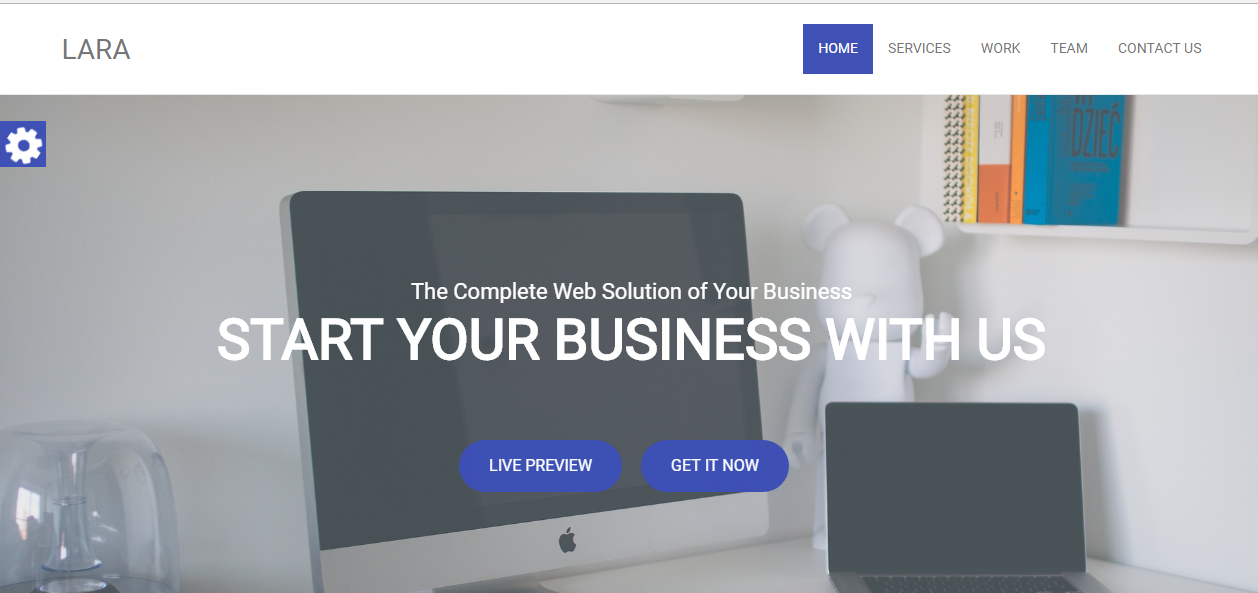 LARA
HOME SERVICES WORK TEAM CONTACT US
DZIEĆ
The Complete Web Solution of Your Business
START YOUR BUSINESS WITH US
LIVE PREVIEW GET IT NOW